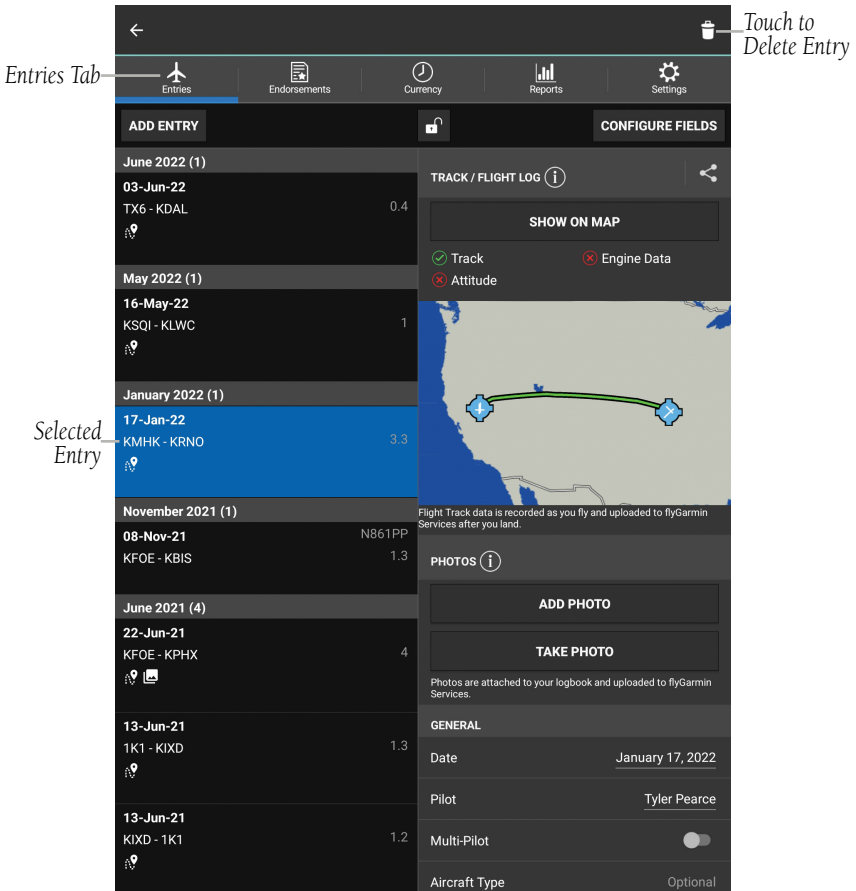 Touch to
Delete Entry
Entries Tab
Entries
Endorsements
Currency
Reports
Settings
ADD ENTRY
CONFIGURE FIELDS
June 2022 (1)
03-Jun-22
TX6 - KDAL 0.4
May 2022 (1)
16-May-22
KSQI - KLWC 1
January 2022 (1)
Selected
Entry
17-Jan-22
KMHK - KRNO 3.3
November 2021 (1)
08-Nov-21 N861PP
KFOE - KBIS 1.3
June 2021 (4)
22-Jun-21
KFOE - KPHX 4
13-Jun-21
1K1 - KIXD 1.3
13-Jun-21
KIXD - 1K1 1.2
TRACK / FLIGHT LOG i
SHOW ON MAP
Track Engine Data
Attitude
Flight Track data is recorded as you fly and uploaded to flyGarmin
Services after you land.
PHOTOS i
ADD PHOTO
TAKE PHOTO
Photos are attached to your logbook and uploaded to flyGarmin
Services.
GENERAL
Date January 17, 2022
Pilot Tyler Pearce
Multi-Pilot
Aircraft Type Optional